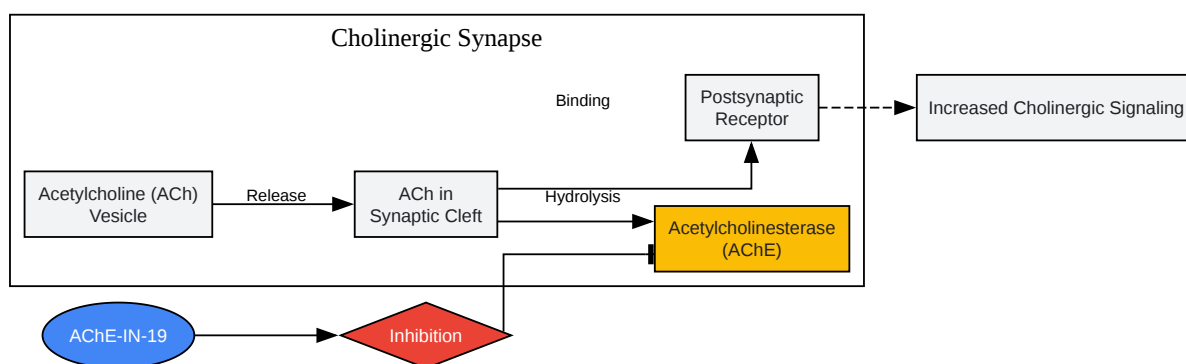 Cholinergic Synapse
Binding
Postsynaptic
Receptor
Increased Cholinergic Signaling
Acetylcholine (ACh)
Vesicle
Release
ACh in
Synaptic Cleft
Hydrolysis
Acetylcholinesterase
(AChE)
AChE-IN-19
Inhibition